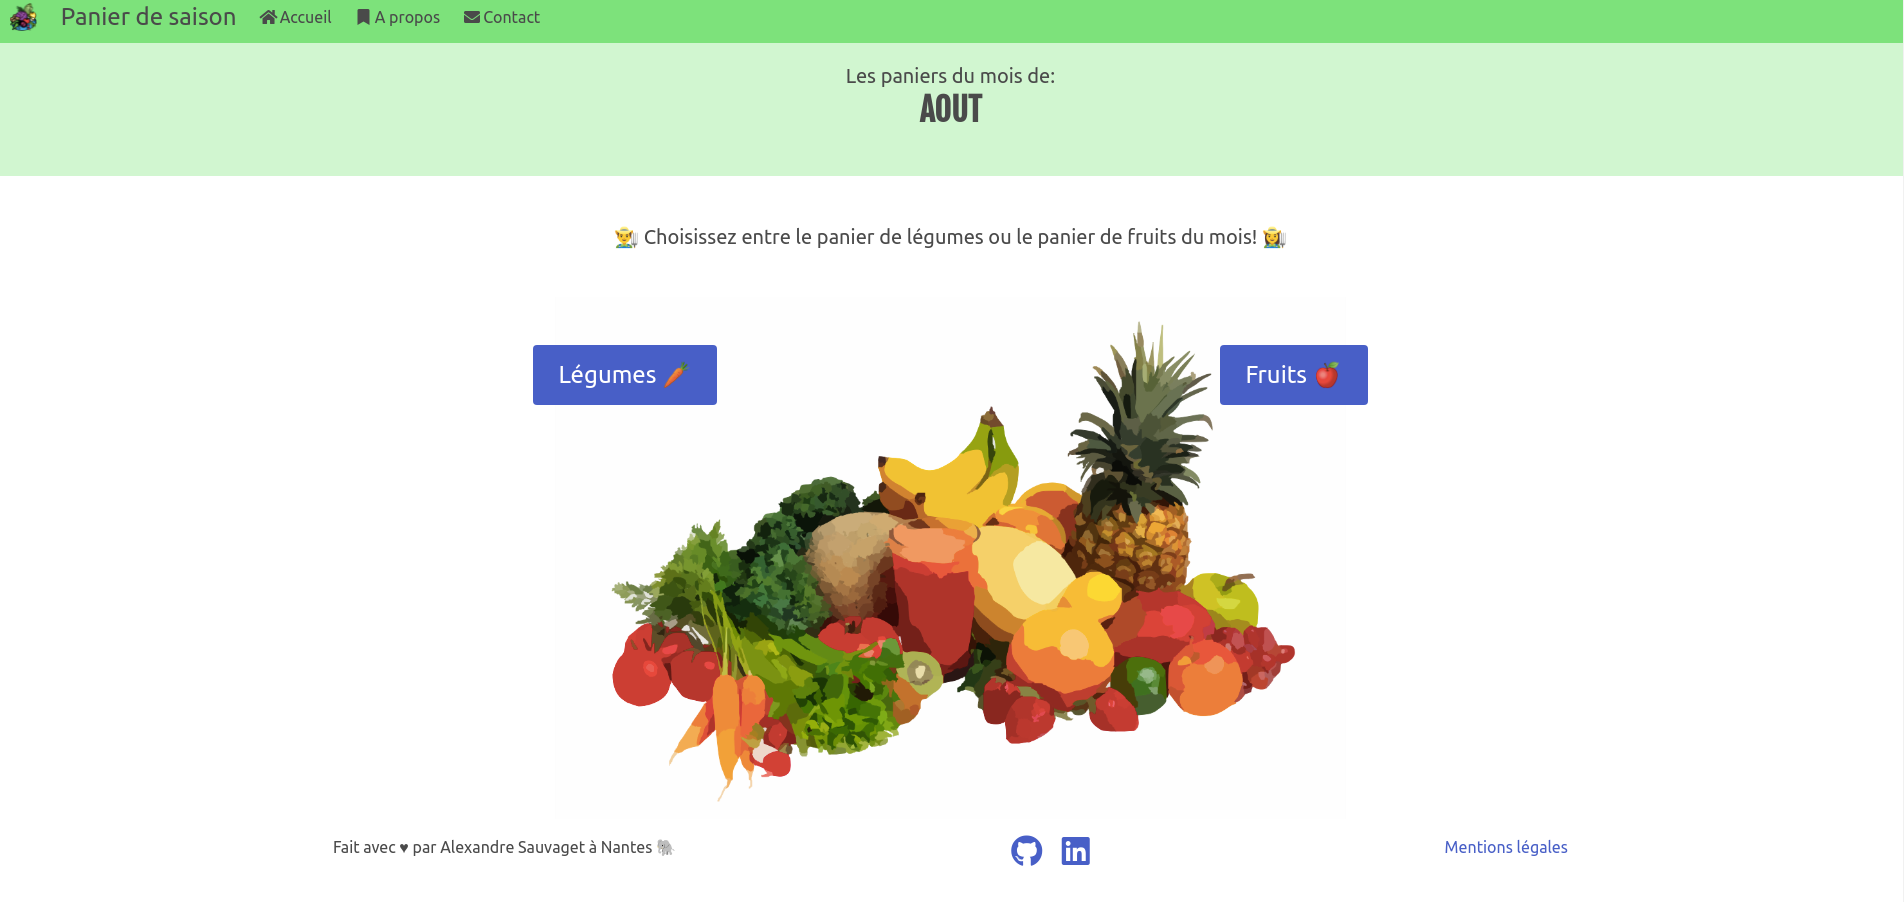 Panier de saison Accueil A propos Contact
Les paniers du mois de:
AOUT
👨‍🌾 Choisissez entre le panier de légumes ou le panier de fruits du mois! 👩‍🌾
Légumes 🥕
Fruits 🍎
Fait avec ♥ par Alexandre Sauvaget à Nantes 🐘
Mentions légales